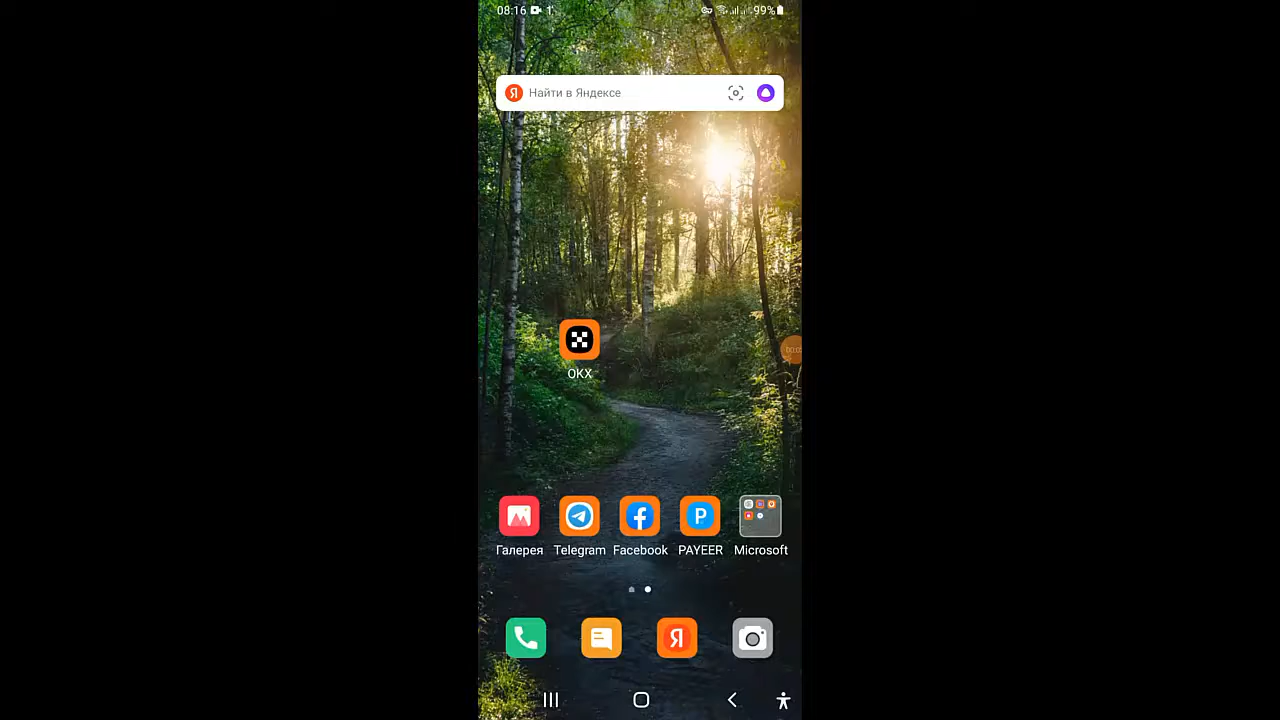 08:16
99%
Я Найти в Яндексе
OKX
Галерея Telegram Facebook PAYEER Microsoft
Я